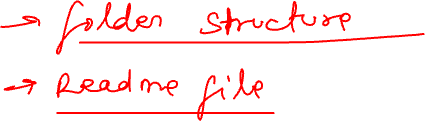 → folder structure
→ Readme file